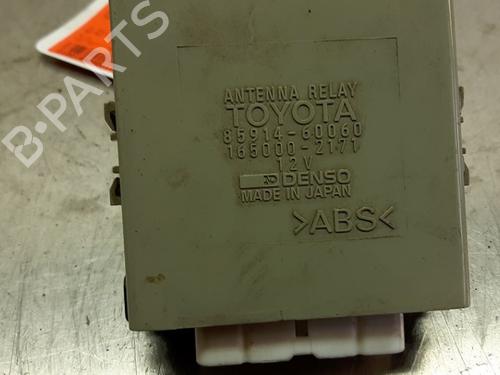 ANTENNA RELAY
TOYOTA
85914-60060
165000-2171
12V
DENSO
MADE IN JAPAN
>ABS<
B-PARTS